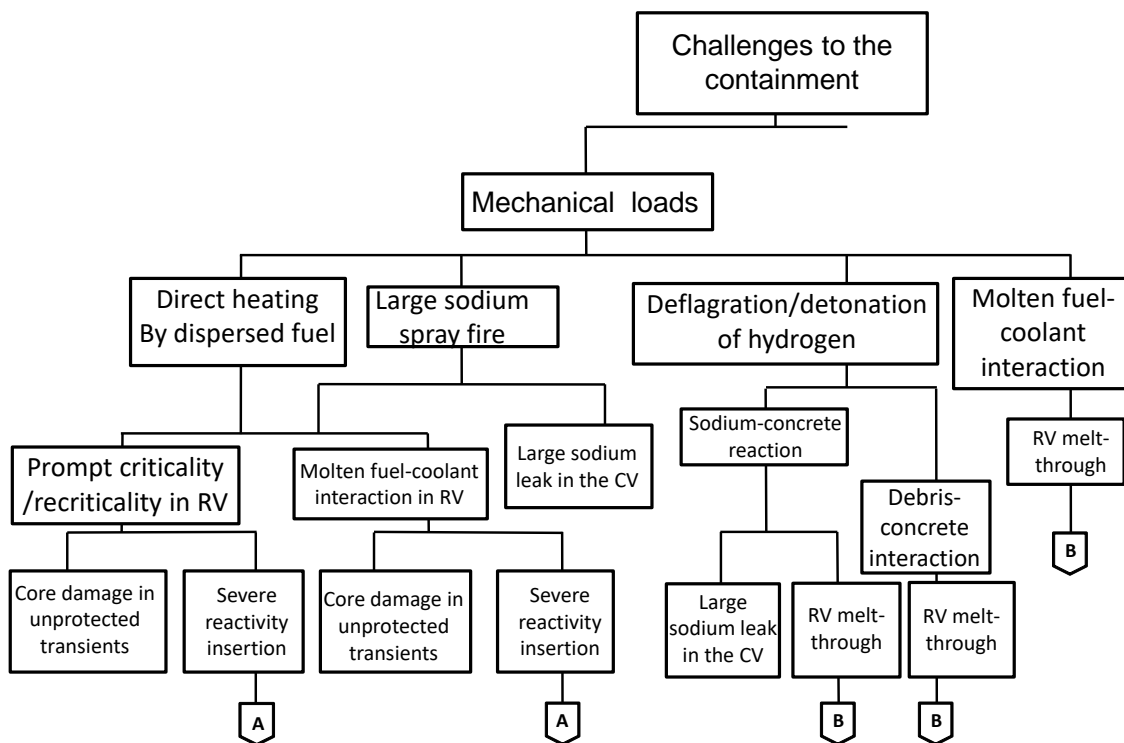 Challenges to the
containment
Mechanical loads
Direct heating
By dispersed fuel
Large sodium
spray fire
Deflagration/detonation
of hydrogen
Molten fuel-
coolant
interaction
Prompt criticality
/recriticality in RV
Molten fuel-coolant
interaction in RV
Large sodium
leak in the CV
Sodium-concrete
reaction
Debris-
concrete
interaction
RV melt-
through
B
Core damage in
unprotected
transients
Severe
reactivity
insertion
Core damage in
unprotected
transients
Severe
reactivity
insertion
Large
sodium leak
in the CV
RV melt-
through
RV melt-
through
A
A
B
B